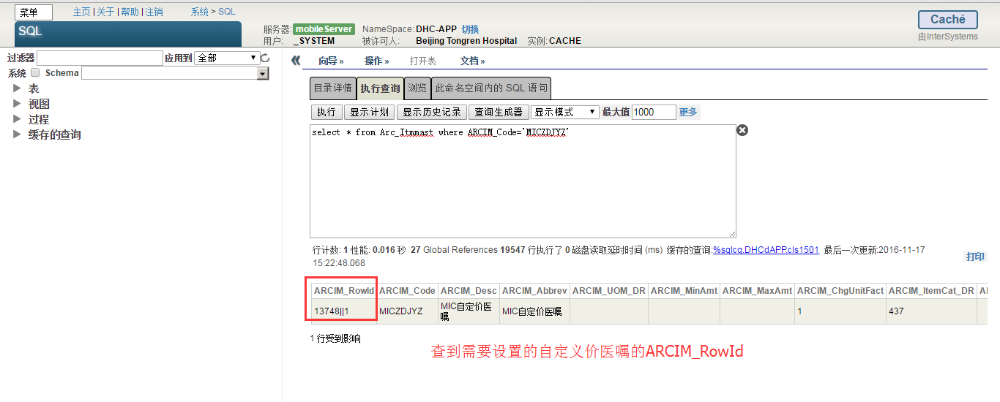 菜单
主页 | 关于 | 帮助 | 注销 系统 > SQL
SQL
服务器: mobileServer NameSpace: DHC-APP 切换
用户: _SYSTEM 被许可人: Beijing Tongren Hospital 实例: CACHE
Caché
由InterSystems
过滤器 应用到 全部
系统 Schema
表
视图
过程
缓存的查询
向导 » 操作 » 打开表 文档 »
目录详情 执行查询 浏览 此命名空间内的 SQL 语句
执行 显示计划 显示历史记录 查询生成器 显示模式 最大值 1000 更多
select * from Arc_Itmmast where ARCIM_Code='MICZDJYZ'
行计数: 1 性能: 0.016 秒 27 Global References 19547 行执行了 0 磁盘读取延时时间 (ms) 缓存的查询:%sqlcq.DHCdAPP.cls1501 最后一次更新:2016-11-17
15:22:48.068
打印
ARCIM_RowId ARCIM_Code ARCIM_Desc ARCIM_Abbrev ARCIM_UOM_DR ARCIM_MinAmt ARCIM_MaxAmt ARCIM_ChgUnitFact ARCIM_ItemCat_DR
13748||1 MICZDJYZ MIC自定价医嘱 MIC自定价医嘱 1 437
1 行受到影响
查到需要设置的自定义价医嘱的ARCIM_RowId